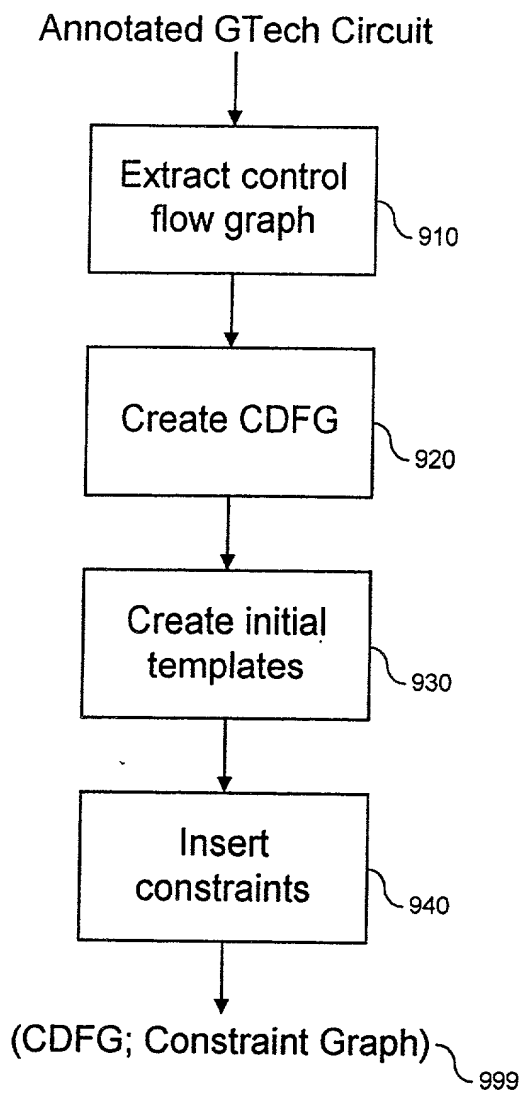 Annotated GTech Circuit
Extract control
flow graph
910
Create CDFG
920
Create initial
templates
930
Insert
constraints
940
(CDFG; Constraint Graph)
999